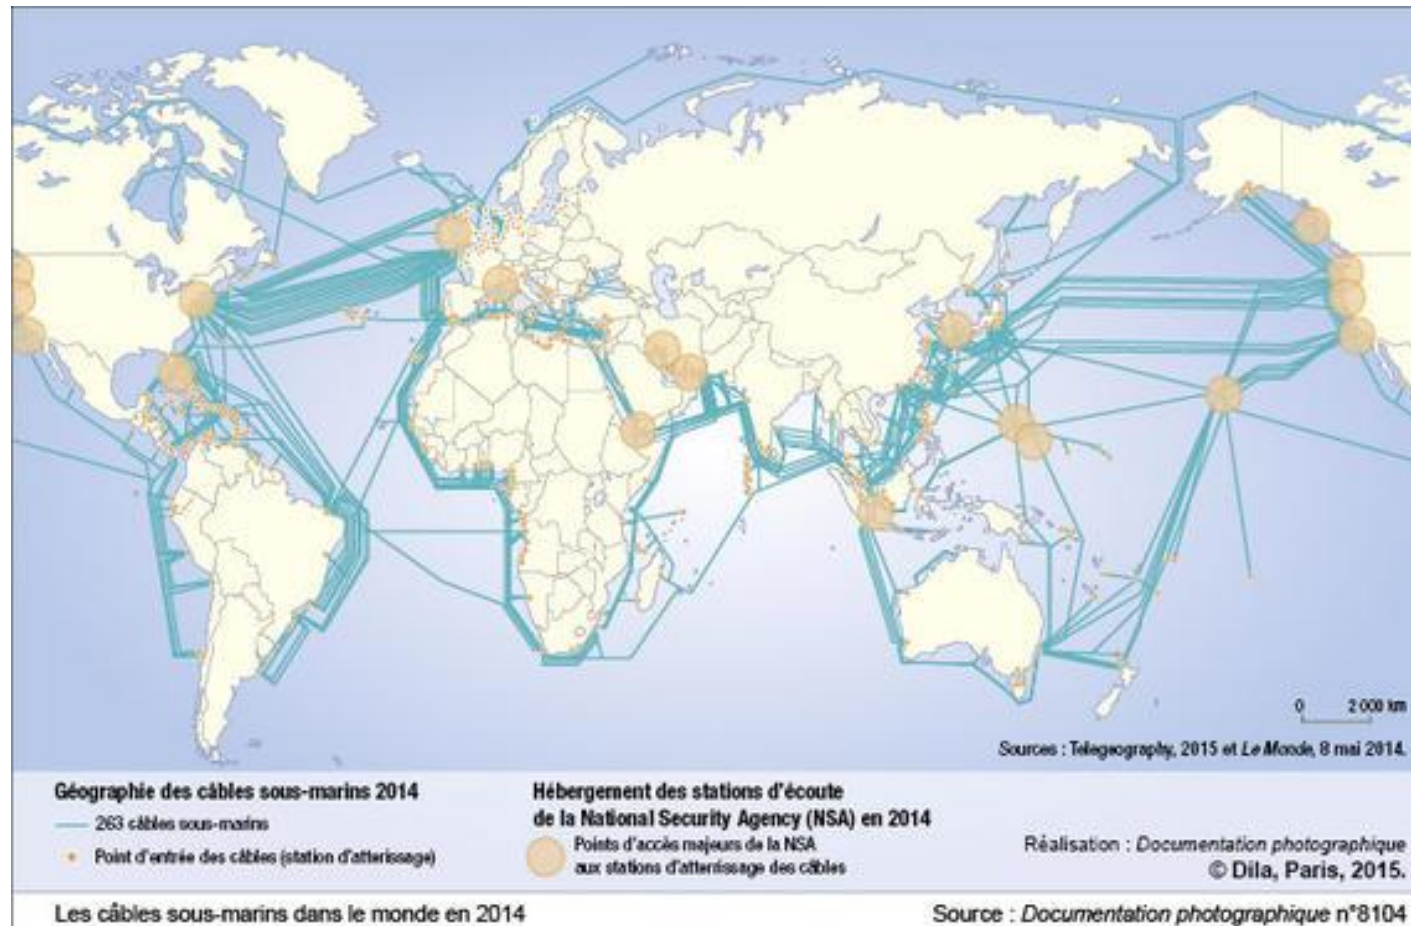 0 2 000 km
Sources : Telegeography, 2015 et Le Monde, 8 mai 2014.
Géographie des câbles sous-marins 2014
263 câbles sous-marins
Point d'entrée des câbles (station d'atterissage)
Hébergement des stations d'écoute
de la National Security Agency (NSA) en 2014
Points d'accès majeurs de la NSA
aux stations d'atterrissage des câbles
Réalisation : Documentation photographique
© Dila, Paris, 2015.
Les câbles sous-marins dans le monde en 2014
Source : Documentation photographique n°8104